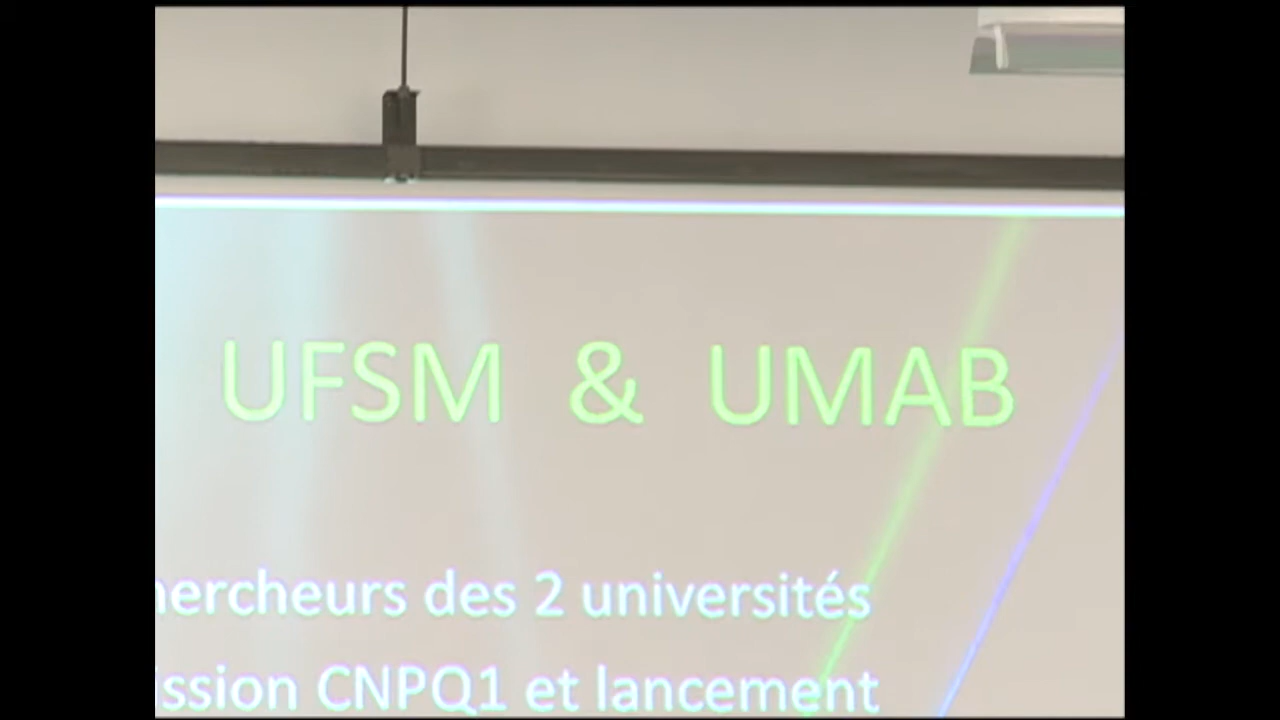 UFSM & UMAB
hercheurs des 2 universités
ission CNPQ1 et lancement